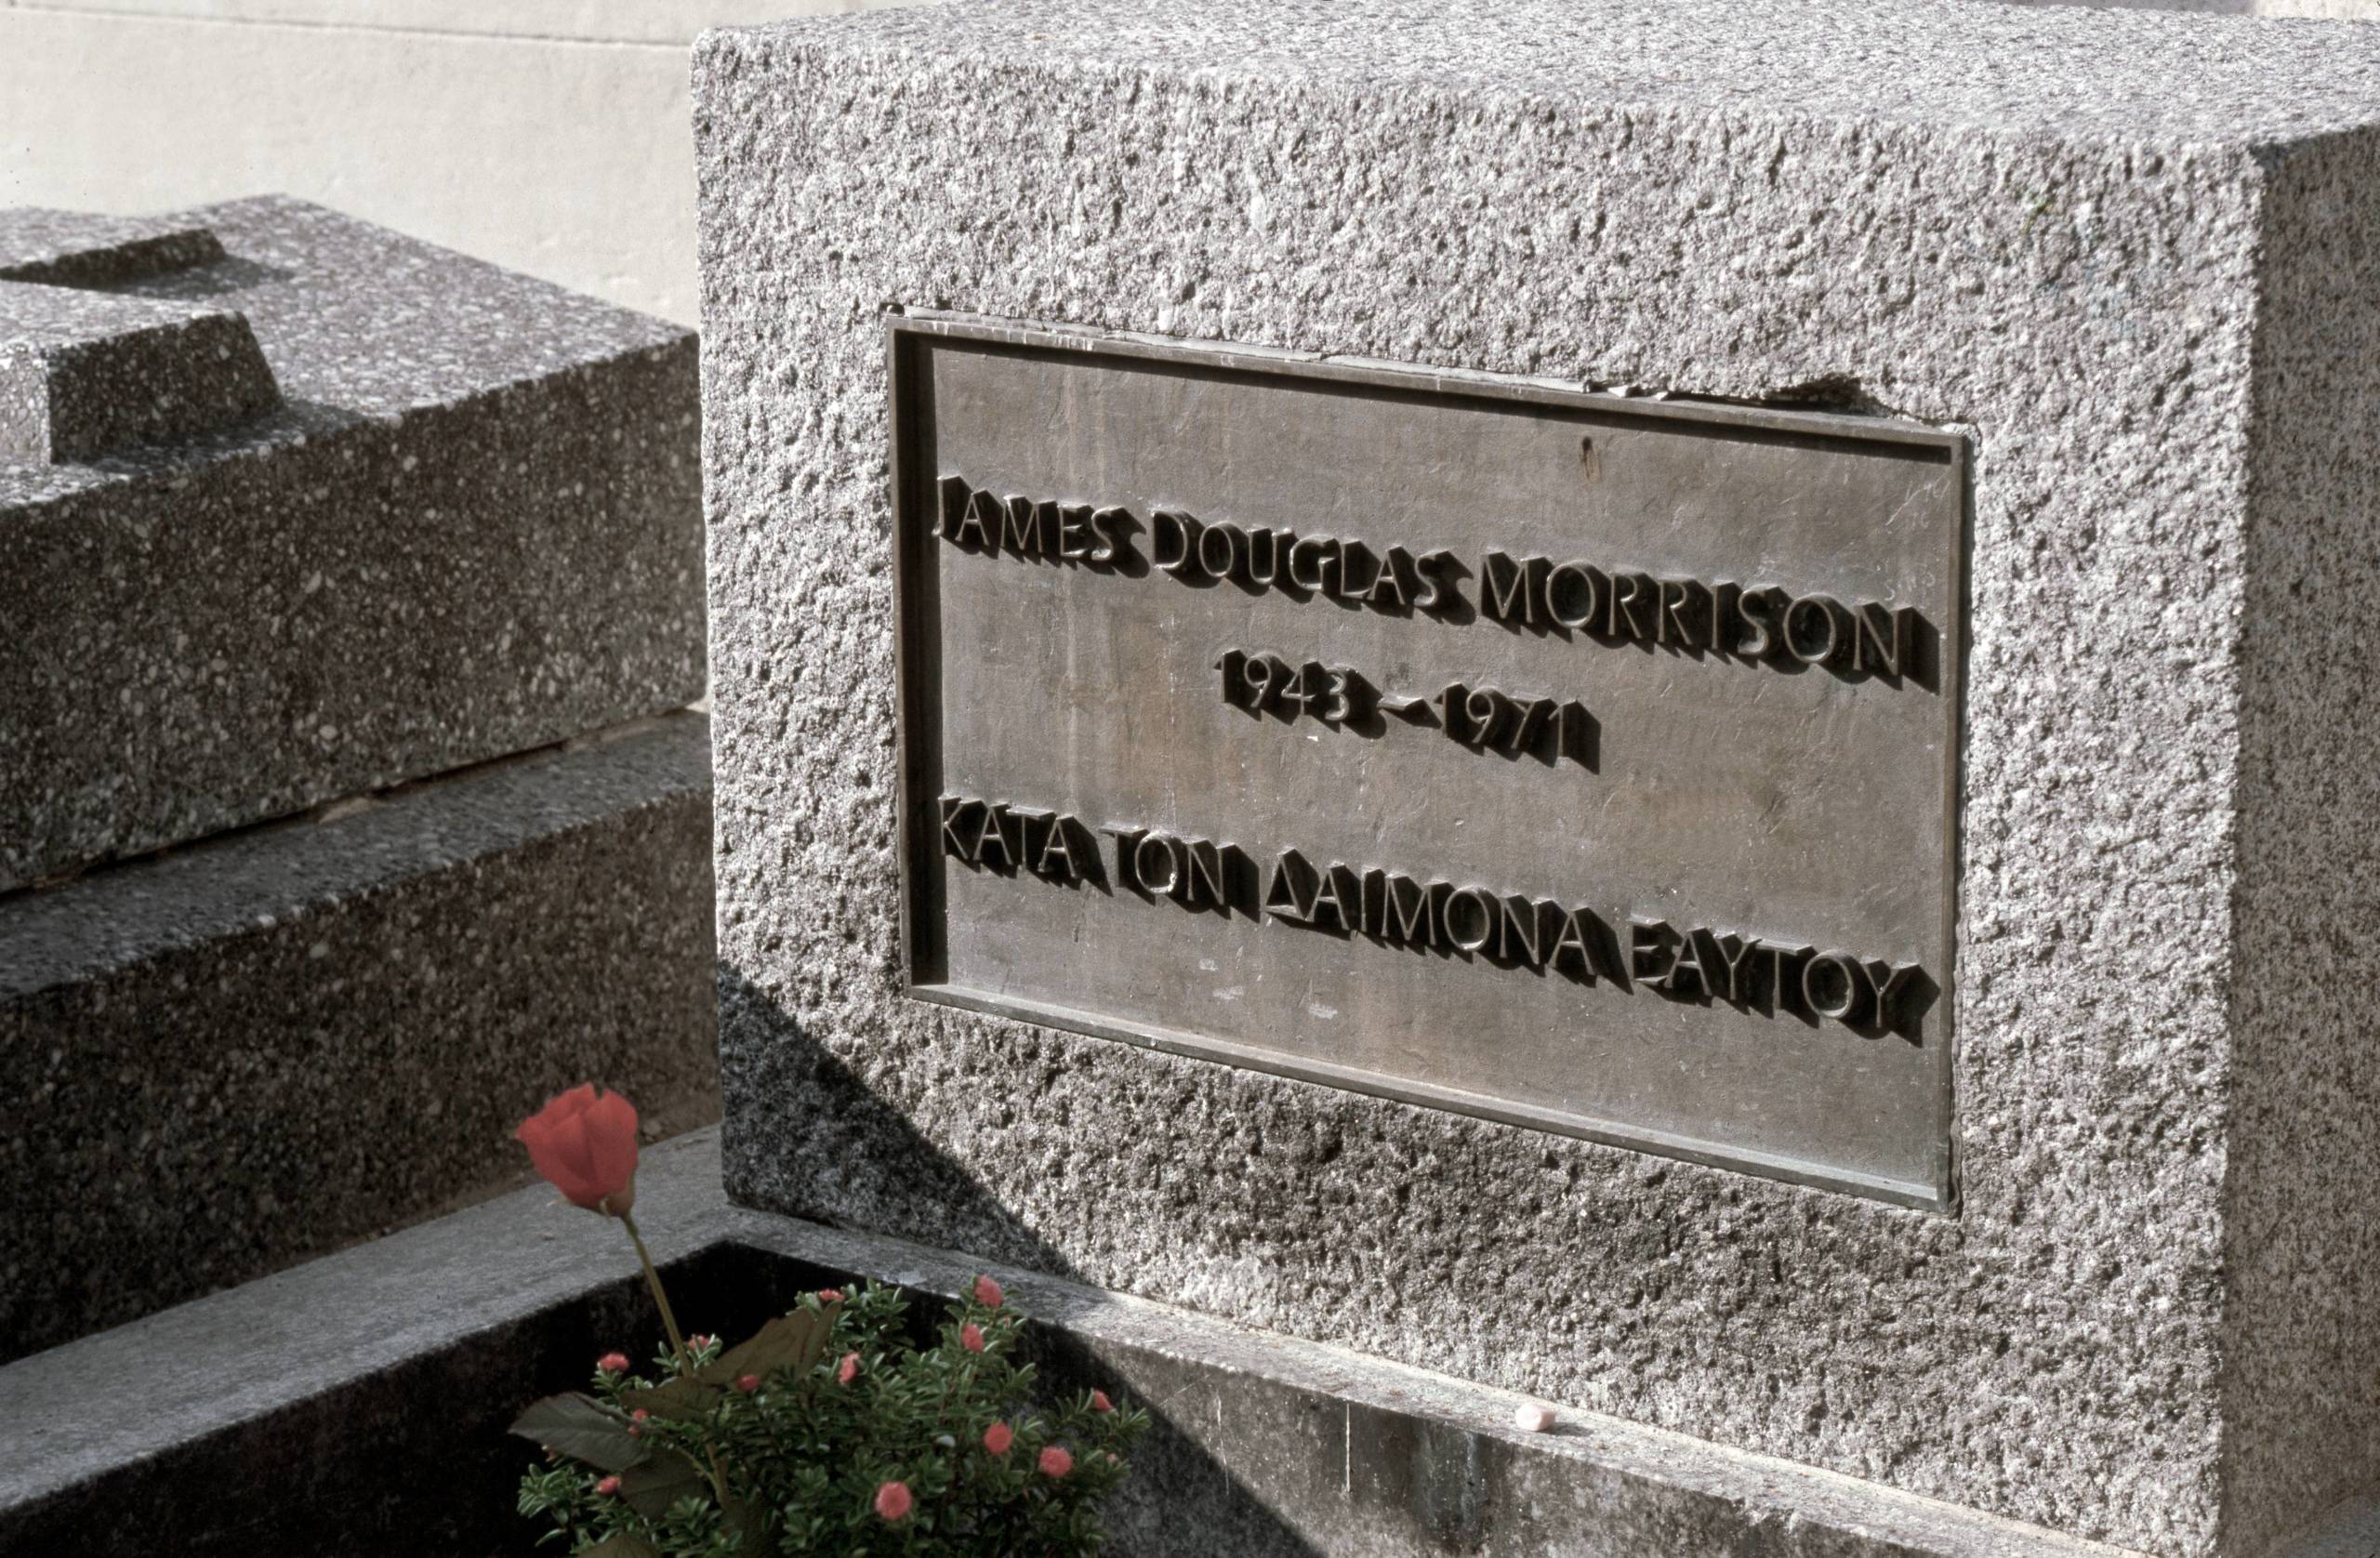 JAMES DOUGLAS MORRISON
1943-1971
ΚΑΤΑ ΤΟΝ ΔΑΙΜΟΝΑ ΕΑΥΤΟΥ